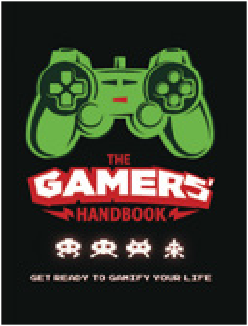 THE
GAMERS'
HANDBOOK
GET READY TO GAMIFY YOUR LIFE